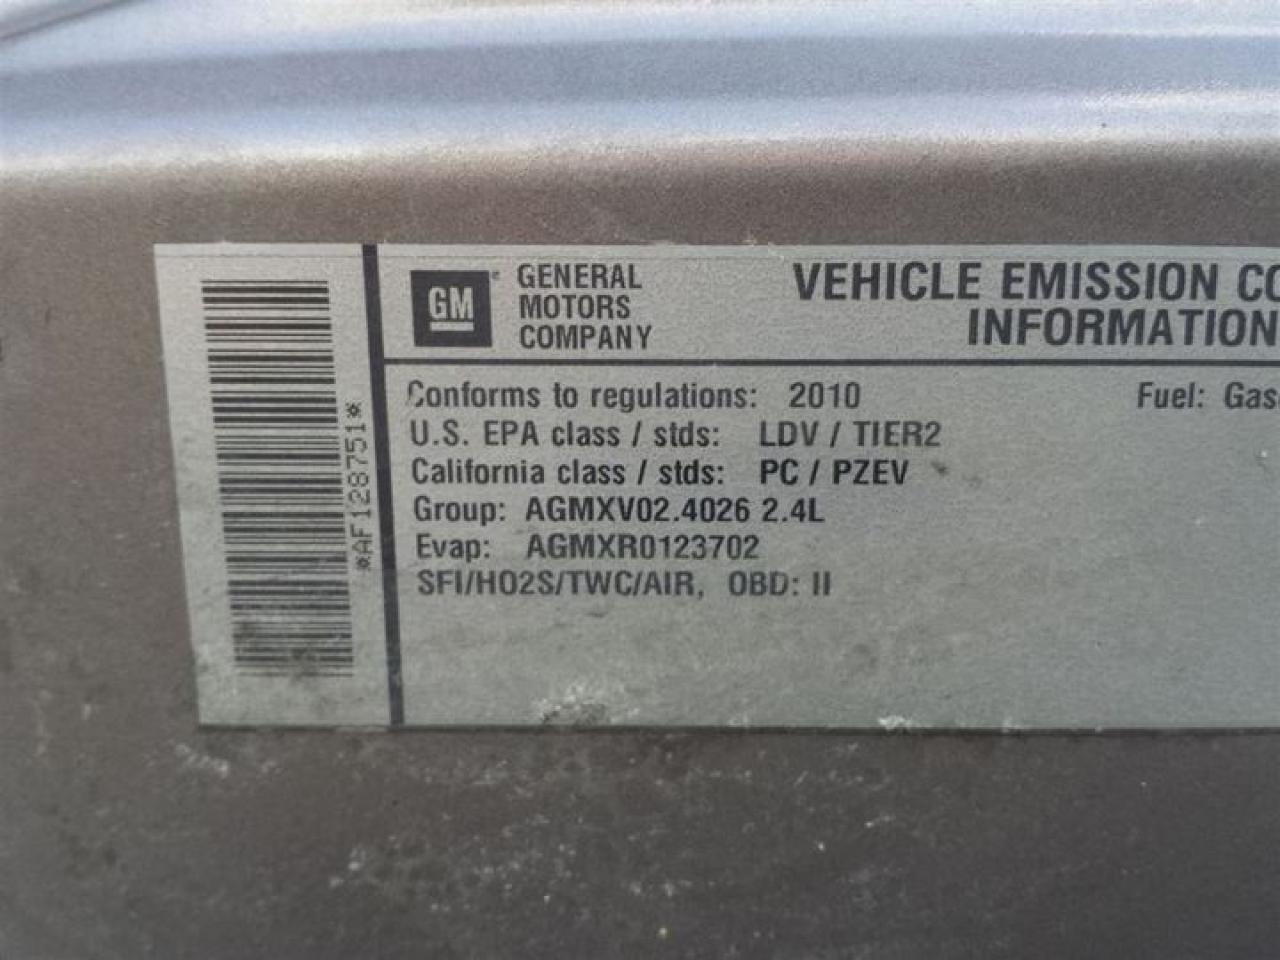 *AF128751*
GM
GENERAL
MOTORS
COMPANY
VEHICLE EMISSION CO
INFORMATION
Conforms to regulations: 2010
Fuel: Gas
U.S. EPA class / stds: LDV / TIER2
California class / stds: PC / PZEV
Group: AGMXV02.4026 2.4L
Evap: AGMXR0123702
SFI/HO2S/TWC/AIR, OBD: II